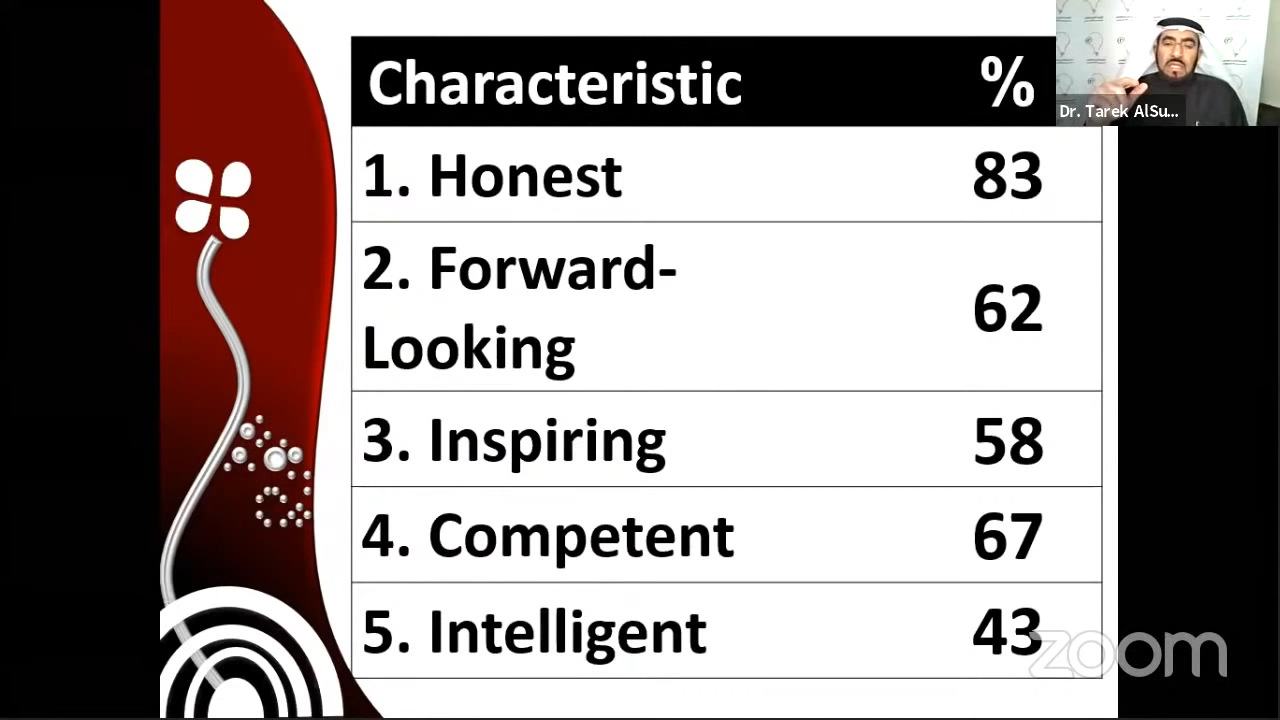 Characteristic %
1. Honest 83
2. Forward-
Looking 62
3. Inspiring 58
4. Competent 67
5. Intelligent 43
Dr. Tarek AlSu...
zoom